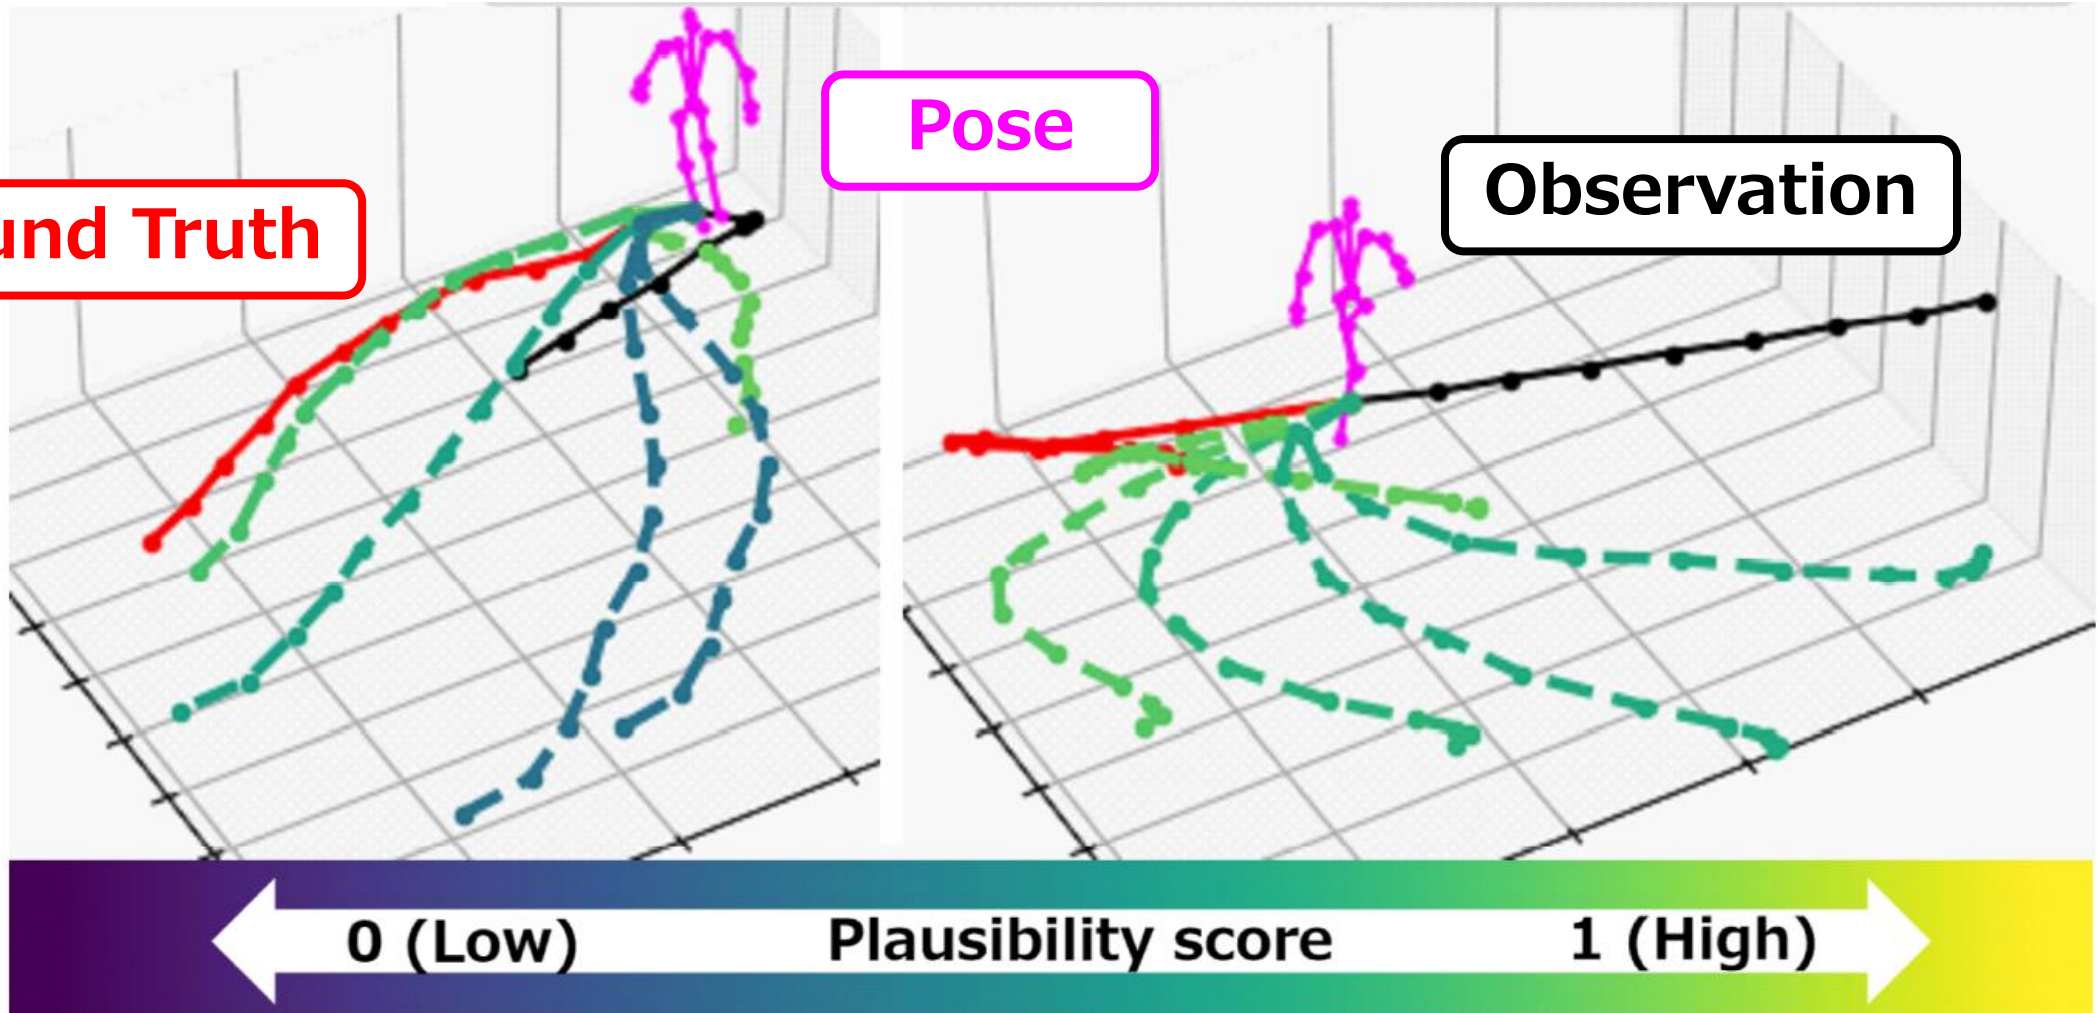 Pose
Observation
und Truth
0 (Low)
Plausibility score
1 (High)